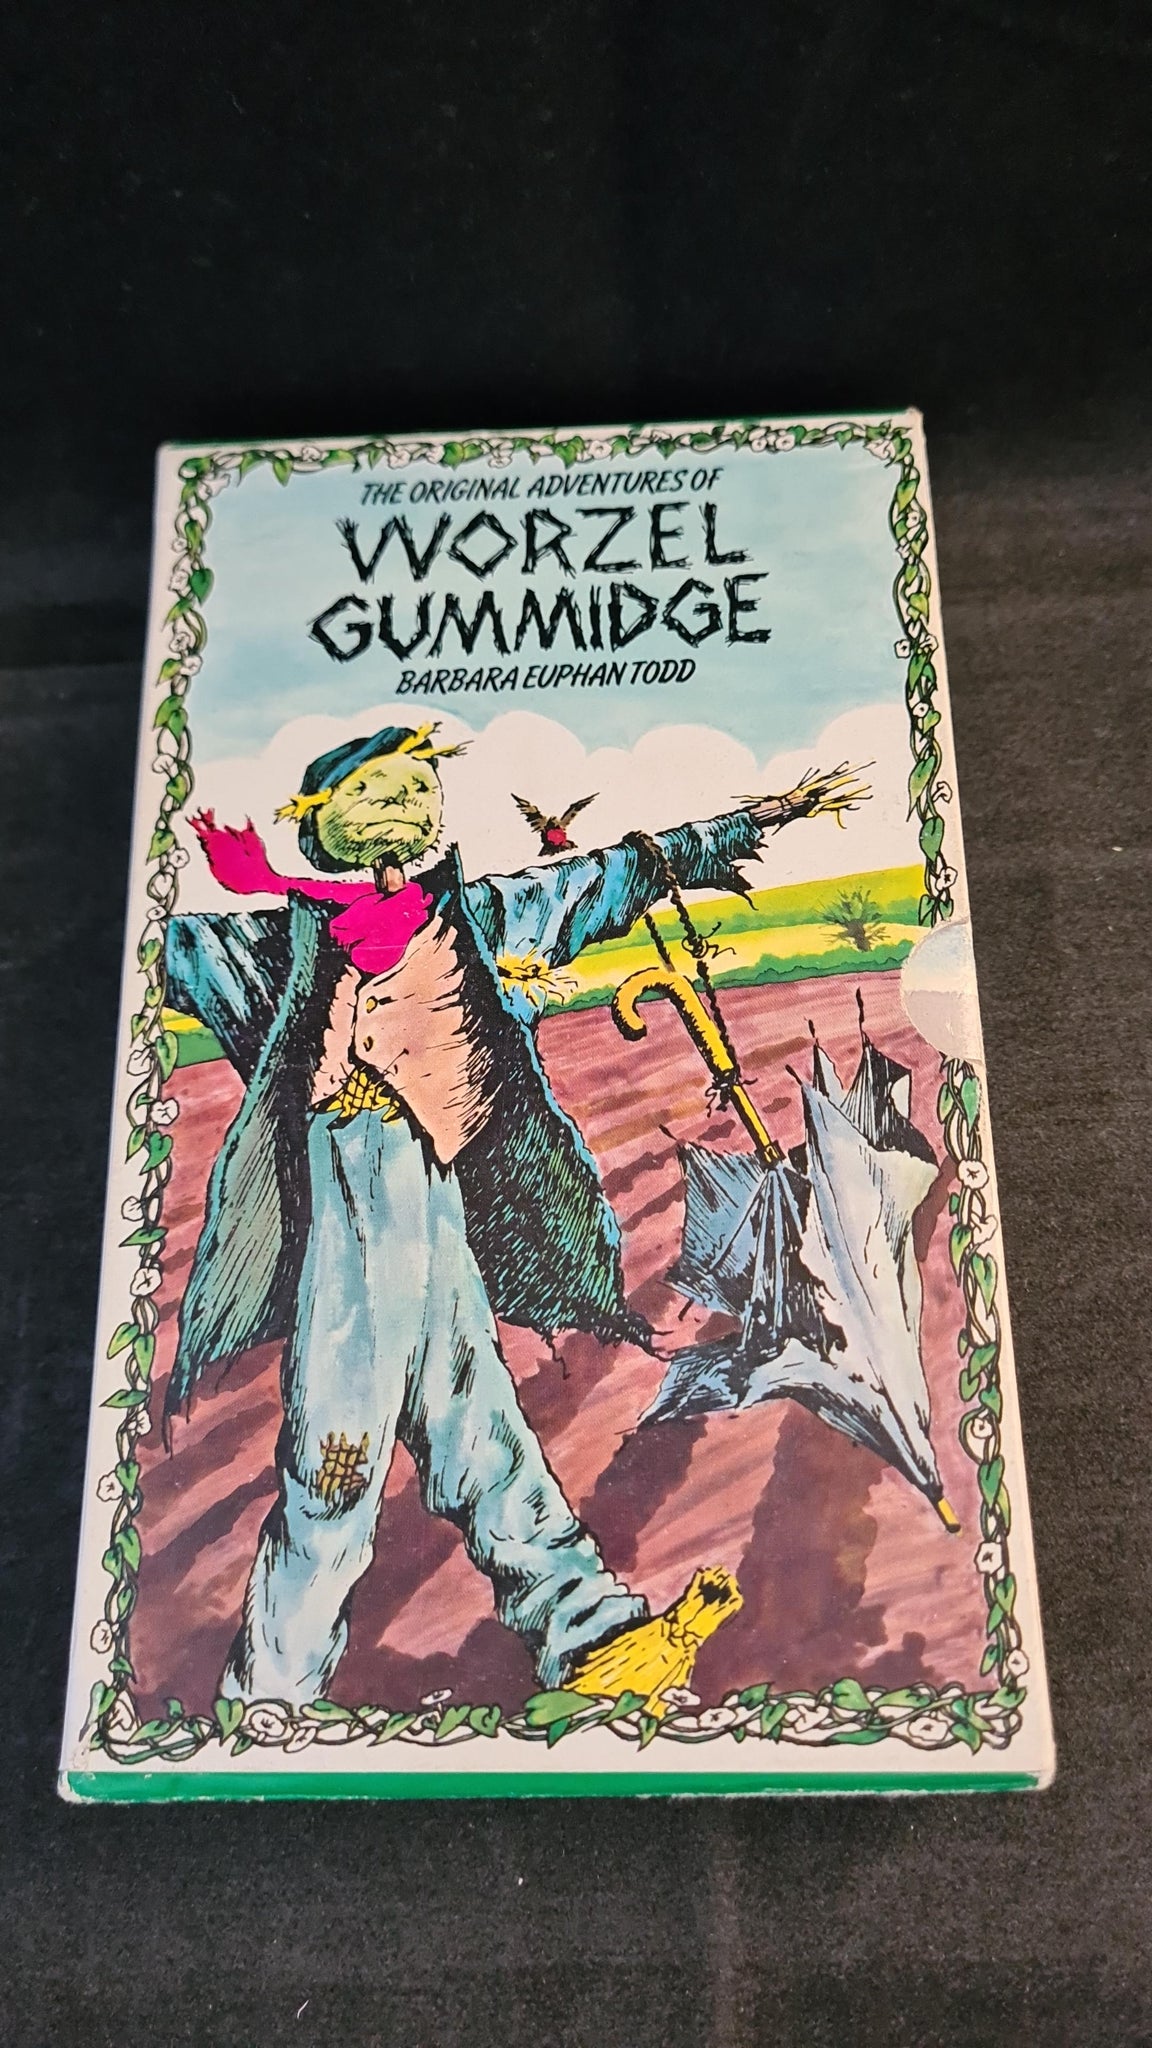 THE ORIGINAL ADVENTURES OF
WORZEL
GUMMIDGE
BARBARA EUPHAN TODD